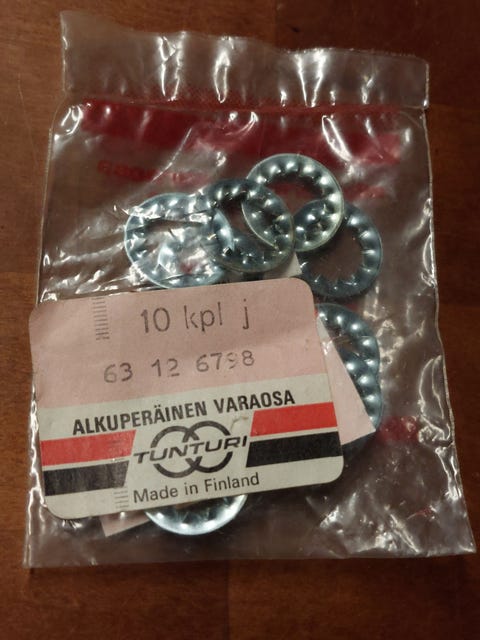 10 kpl j
63 12 6798
ALKUPERÄINEN VARAOSA
TUNTURI
Made in Finland